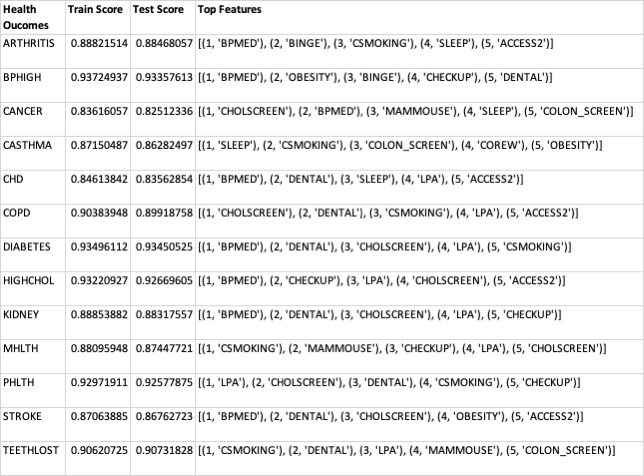 Health Oucomes Train Score Test Score Top Features
ARTHRITIS 0.88821514 0.88468057 [(1, 'BPMED'), (2, 'BINGE'), (3, 'CSMOKING'), (4, 'SLEEP'), (5, 'ACCESS2')]
BPHIGH 0.93724937 0.93357613 [(1, 'BPMED'), (2, 'OBESITY'), (3, 'BINGE'), (4, 'CHECKUP'), (5, 'DENTAL')]
CANCER 0.83616057 0.82512336 [(1, 'CHOLSCREEN'), (2, 'BPMED'), (3, 'MAMMOUSE'), (4, 'SLEEP'), (5, 'COLON_SCREEN')]
CASTHMA 0.87150487 0.86282497 [(1, 'SLEEP'), (2, 'CSMOKING'), (3, 'COLON_SCREEN'), (4, 'COREW'), (5, 'OBESITY')]
CHD 0.84613842 0.83562854 [(1, 'BPMED'), (2, 'DENTAL'), (3, 'SLEEP'), (4, 'LPA'), (5, 'ACCESS2')]
COPD 0.90383948 0.89918758 [(1, 'CHOLSCREEN'), (2, 'DENTAL'), (3, 'CSMOKING'), (4, 'LPA'), (5, 'ACCESS2')]
DIABETES 0.93496112 0.93450525 [(1, 'BPMED'), (2, 'DENTAL'), (3, 'CHOLSCREEN'), (4, 'LPA'), (5, 'CSMOKING')]
HIGHCHOL 0.93220927 0.92669605 [(1, 'BPMED'), (2, 'CHECKUP'), (3, 'LPA'), (4, 'CHOLSCREEN'), (5, 'ACCESS2')]
KIDNEY 0.88853882 0.88317557 [(1, 'BPMED'), (2, 'DENTAL'), (3, 'CHOLSCREEN'), (4, 'LPA'), (5, 'CHECKUP')]
MHLTH 0.88095948 0.87447721 [(1, 'CSMOKING'), (2, 'MAMMOUSE'), (3, 'CHECKUP'), (4, 'LPA'), (5, 'CHOLSCREEN')]
PHLTH 0.92971911 0.92577875 [(1, 'LPA'), (2, 'CHOLSCREEN'), (3, 'DENTAL'), (4, 'CSMOKING'), (5, 'CHECKUP')]
STROKE 0.87063885 0.86762723 [(1, 'BPMED'), (2, 'DENTAL'), (3, 'CHOLSCREEN'), (4, 'OBESITY'), (5, 'ACCESS2')]
TEETHLOST 0.90620725 0.90731828 [(1, 'CSMOKING'), (2, 'DENTAL'), (3, 'LPA'), (4, 'MAMMOUSE'), (5, 'COLON_SCREEN')]